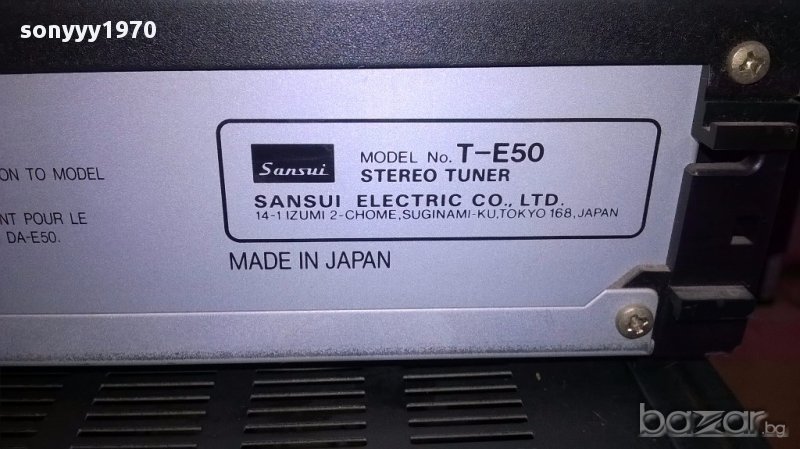 sonyyy1970
ON TO MODEL
ENT POUR LE
DA-E50.
Sansui
MODEL No. T-E50
STEREO TUNER
SANSUI ELECTRIC CO., LTD.
14-1 IZUMI 2-CHOME, SUGINAMI-KU, TOKYO 168, JAPAN
MADE IN JAPAN
bazar.bg